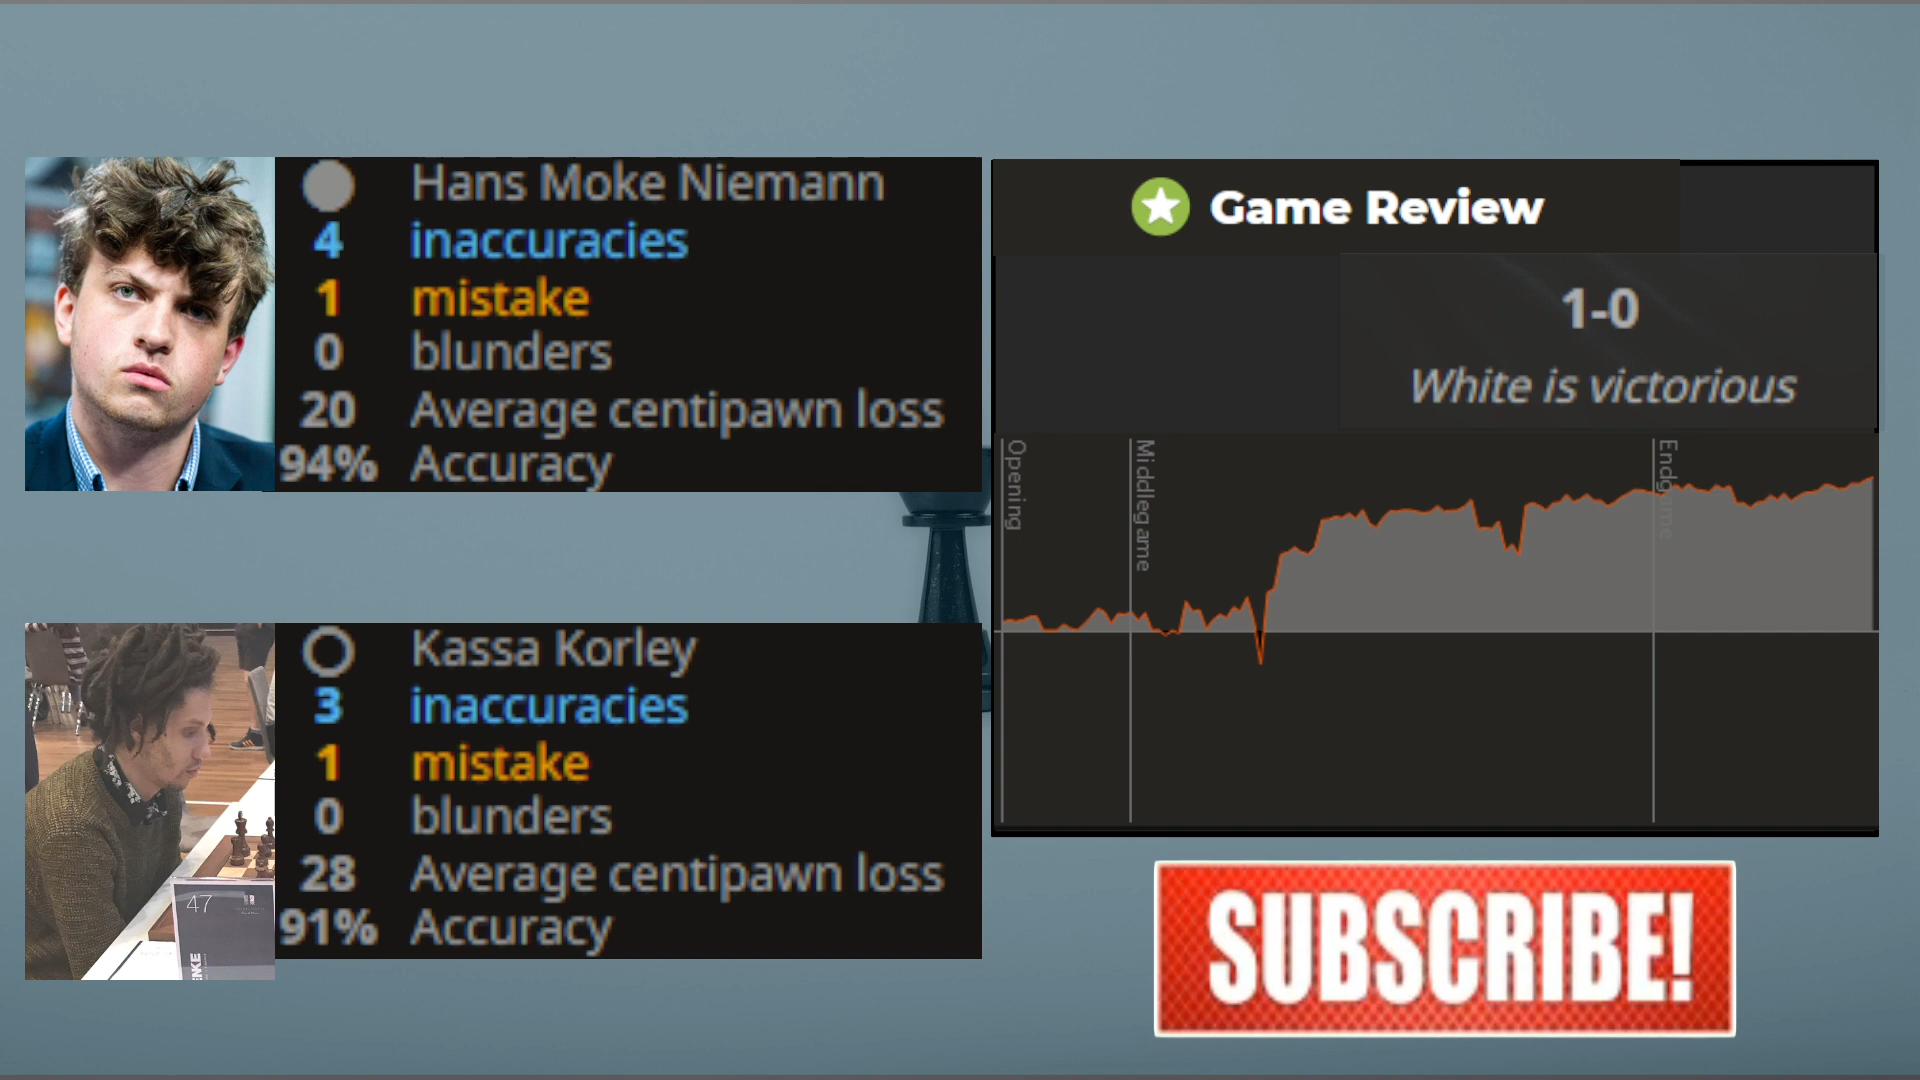 Hans Moke Niemann
4 inaccuracies
1 mistake
0 blunders
20 Average centipawn loss
94% Accuracy
Kassa Korley
3 inaccuracies
1 mistake
0 blunders
28 Average centipawn loss
91% Accuracy
47
Game Review
1-0
White is victorious
Opening
Middlegame
Endgame
SUBSCRIBE!